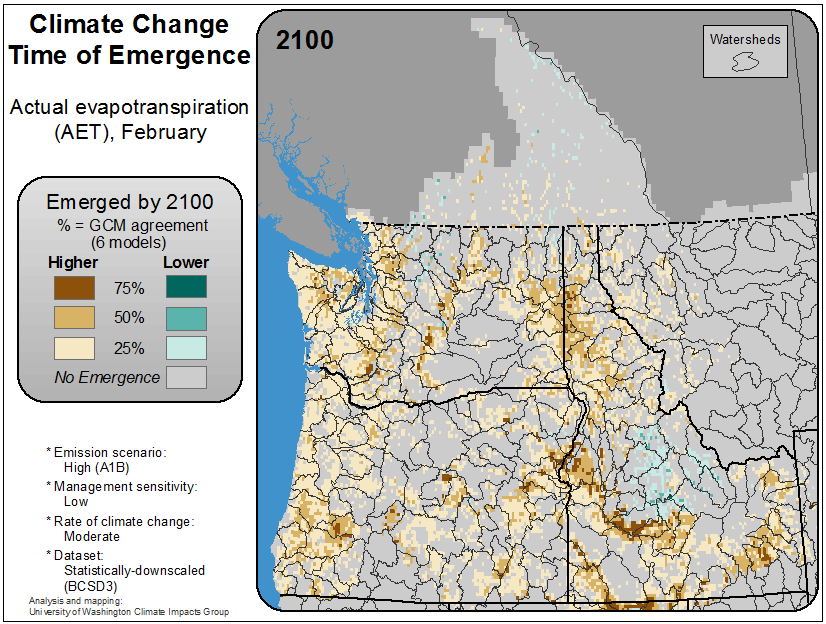 Climate Change
Time of Emergence
Actual evapotranspiration
(AET), February
Emerged by 2100
% = GCM agreement
(6 models)
Higher Lower
75%
50%
25%
No Emergence
* Emission scenario:
High (A1B)
* Management sensitivity:
Low
* Rate of climate change:
Moderate
* Dataset:
Statistically-downscaled
(BCSD3)
Analysis and mapping:
University of Washington Climate Impacts Group
2100
Watersheds